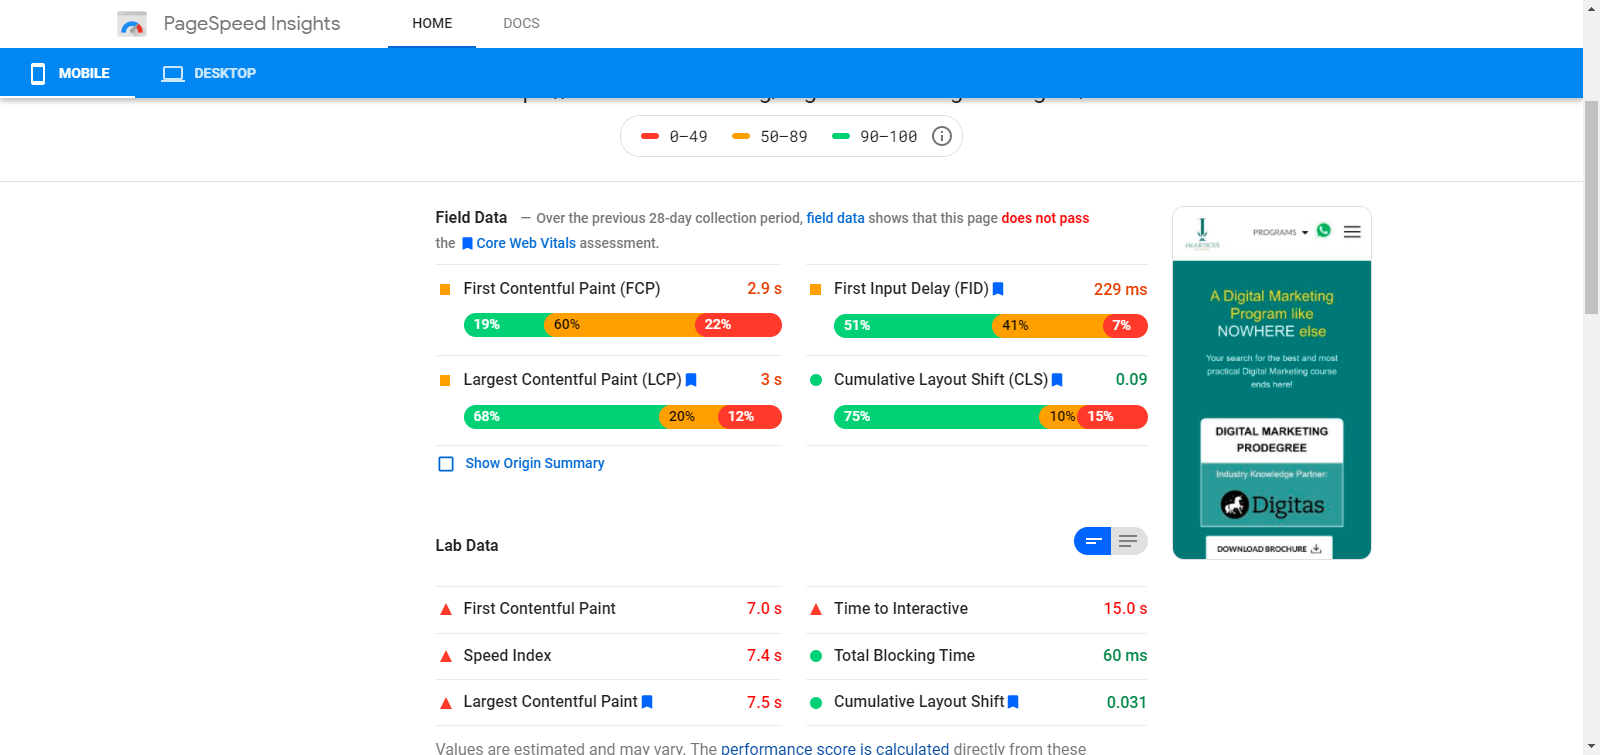 PageSpeed Insights
HOME
DOCS
MOBILE
DESKTOP
0–49
50–89
90–100
Field Data — Over the previous 28-day collection period, field data shows that this page does not pass
the Core Web Vitals assessment.
First Contentful Paint (FCP) 2.9 s
19% 60% 22%
First Input Delay (FID) 229 ms
51% 41% 7%
Largest Contentful Paint (LCP) 3 s
68% 20% 12%
Cumulative Layout Shift (CLS) 0.09
75% 10% 15%
Show Origin Summary
IMARTICUS
PROGRAMS
A Digital Marketing
Program like
NOWHERE else
Your search for the best and most
practical Digital Marketing course
ends here!
DIGITAL MARKETING
PRODEGREE
Industry Knowledge Partner:
Digitas
DOWNLOAD BROCHURE
Lab Data
First Contentful Paint 7.0 s
Time to Interactive 15.0 s
Speed Index 7.4 s
Total Blocking Time 60 ms
Largest Contentful Paint 7.5 s
Cumulative Layout Shift 0.031
Values are estimated and may vary. The performance score is calculated directly from these